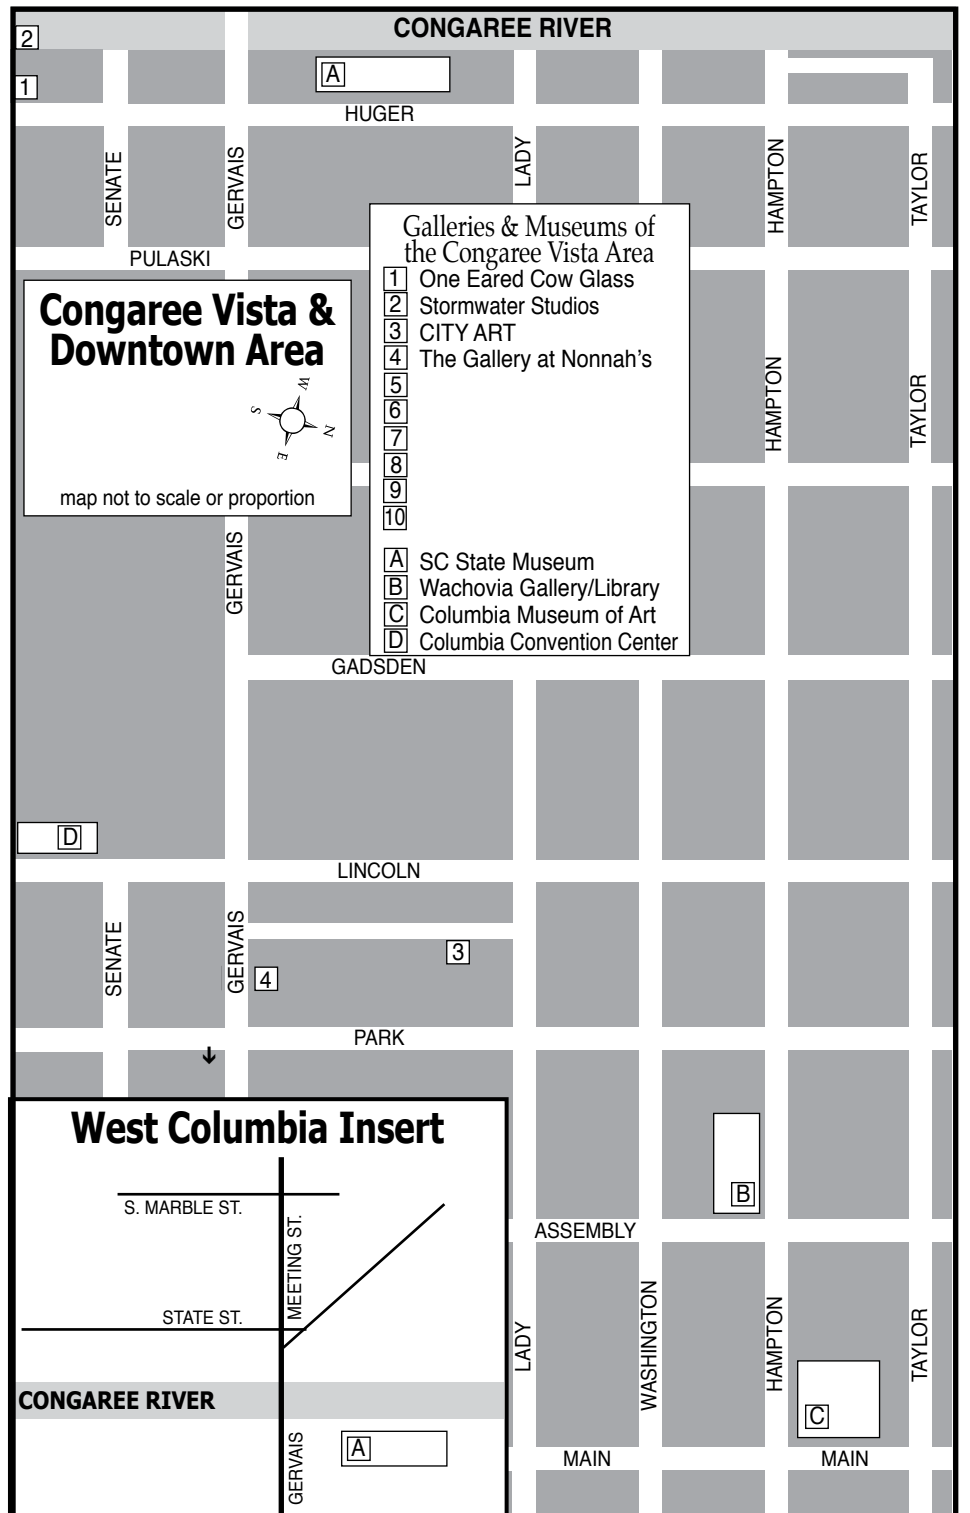 CONGAREE RIVER
2
A
1
HUGER
SENATE
GERVAIS
LADY
HAMPTON
TAYLOR
PULASKI
Galleries & Museums of
the Congaree Vista Area
1 One Eared Cow Glass
2 Stormwater Studios
3 CITY ART
4 The Gallery at Nonnah's
5
6
7
8
9
10
A SC State Museum
B Wachovia Gallery/Library
C Columbia Museum of Art
D Columbia Convention Center
Congaree Vista &
Downtown Area
W
S
N
E
map not to scale or proportion
HAMPTON
TAYLOR
GERVAIS
GADSDEN
D
LINCOLN
SENATE
GERVAIS
3
4
PARK
West Columbia Insert
S. MARBLE ST.
MEETING ST.
STATE ST.
CONGAREE RIVER
GERVAIS
A
B
ASSEMBLY
LADY
WASHINGTON
HAMPTON
TAYLOR
C
MAIN
MAIN